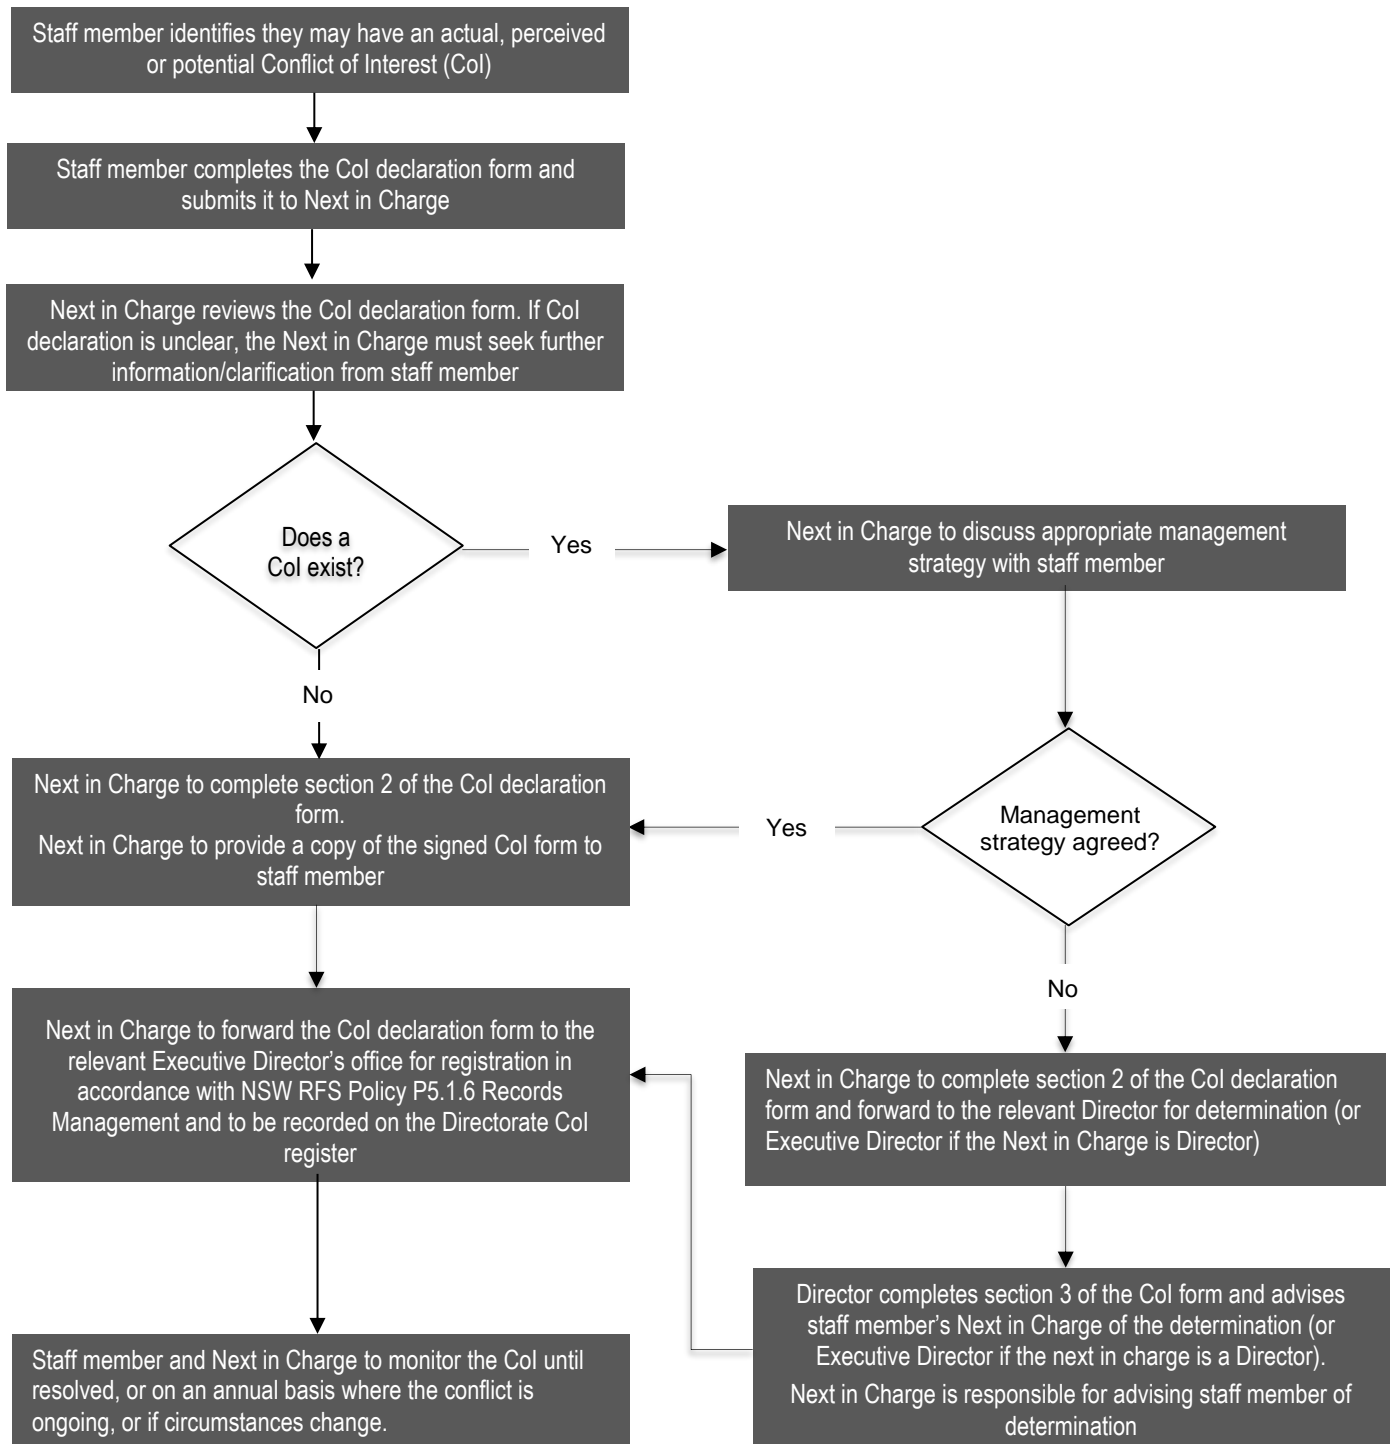 Staff member identifies they may have an actual, perceived
or potential Conflict of Interest (CoI)
Staff member completes the CoI declaration form and
submits it to Next in Charge
Next in Charge reviews the CoI declaration form. If CoI
declaration is unclear, the Next in Charge must seek further
information/clarification from staff member
Does a
CoI exist?
Yes
Next in Charge to discuss appropriate management
strategy with staff member
No
Next in Charge to complete section 2 of the CoI declaration
form.
Next in Charge to provide a copy of the signed CoI form to
staff member
Yes
Management
strategy agreed?
No
Next in Charge to forward the CoI declaration form to the
relevant Executive Director’s office for registration in
accordance with NSW RFS Policy P5.1.6 Records
Management and to be recorded on the Directorate CoI
register
Next in Charge to complete section 2 of the CoI declaration
form and forward to the relevant Director for determination (or
Executive Director if the Next in Charge is Director)
Director completes section 3 of the CoI form and advises
staff member’s Next in Charge of the determination (or
Executive Director if the next in charge is a Director).
Next in Charge is responsible for advising staff member of
determination
Staff member and Next in Charge to monitor the CoI until
resolved, or on an annual basis where the conflict is
ongoing, or if circumstances change.